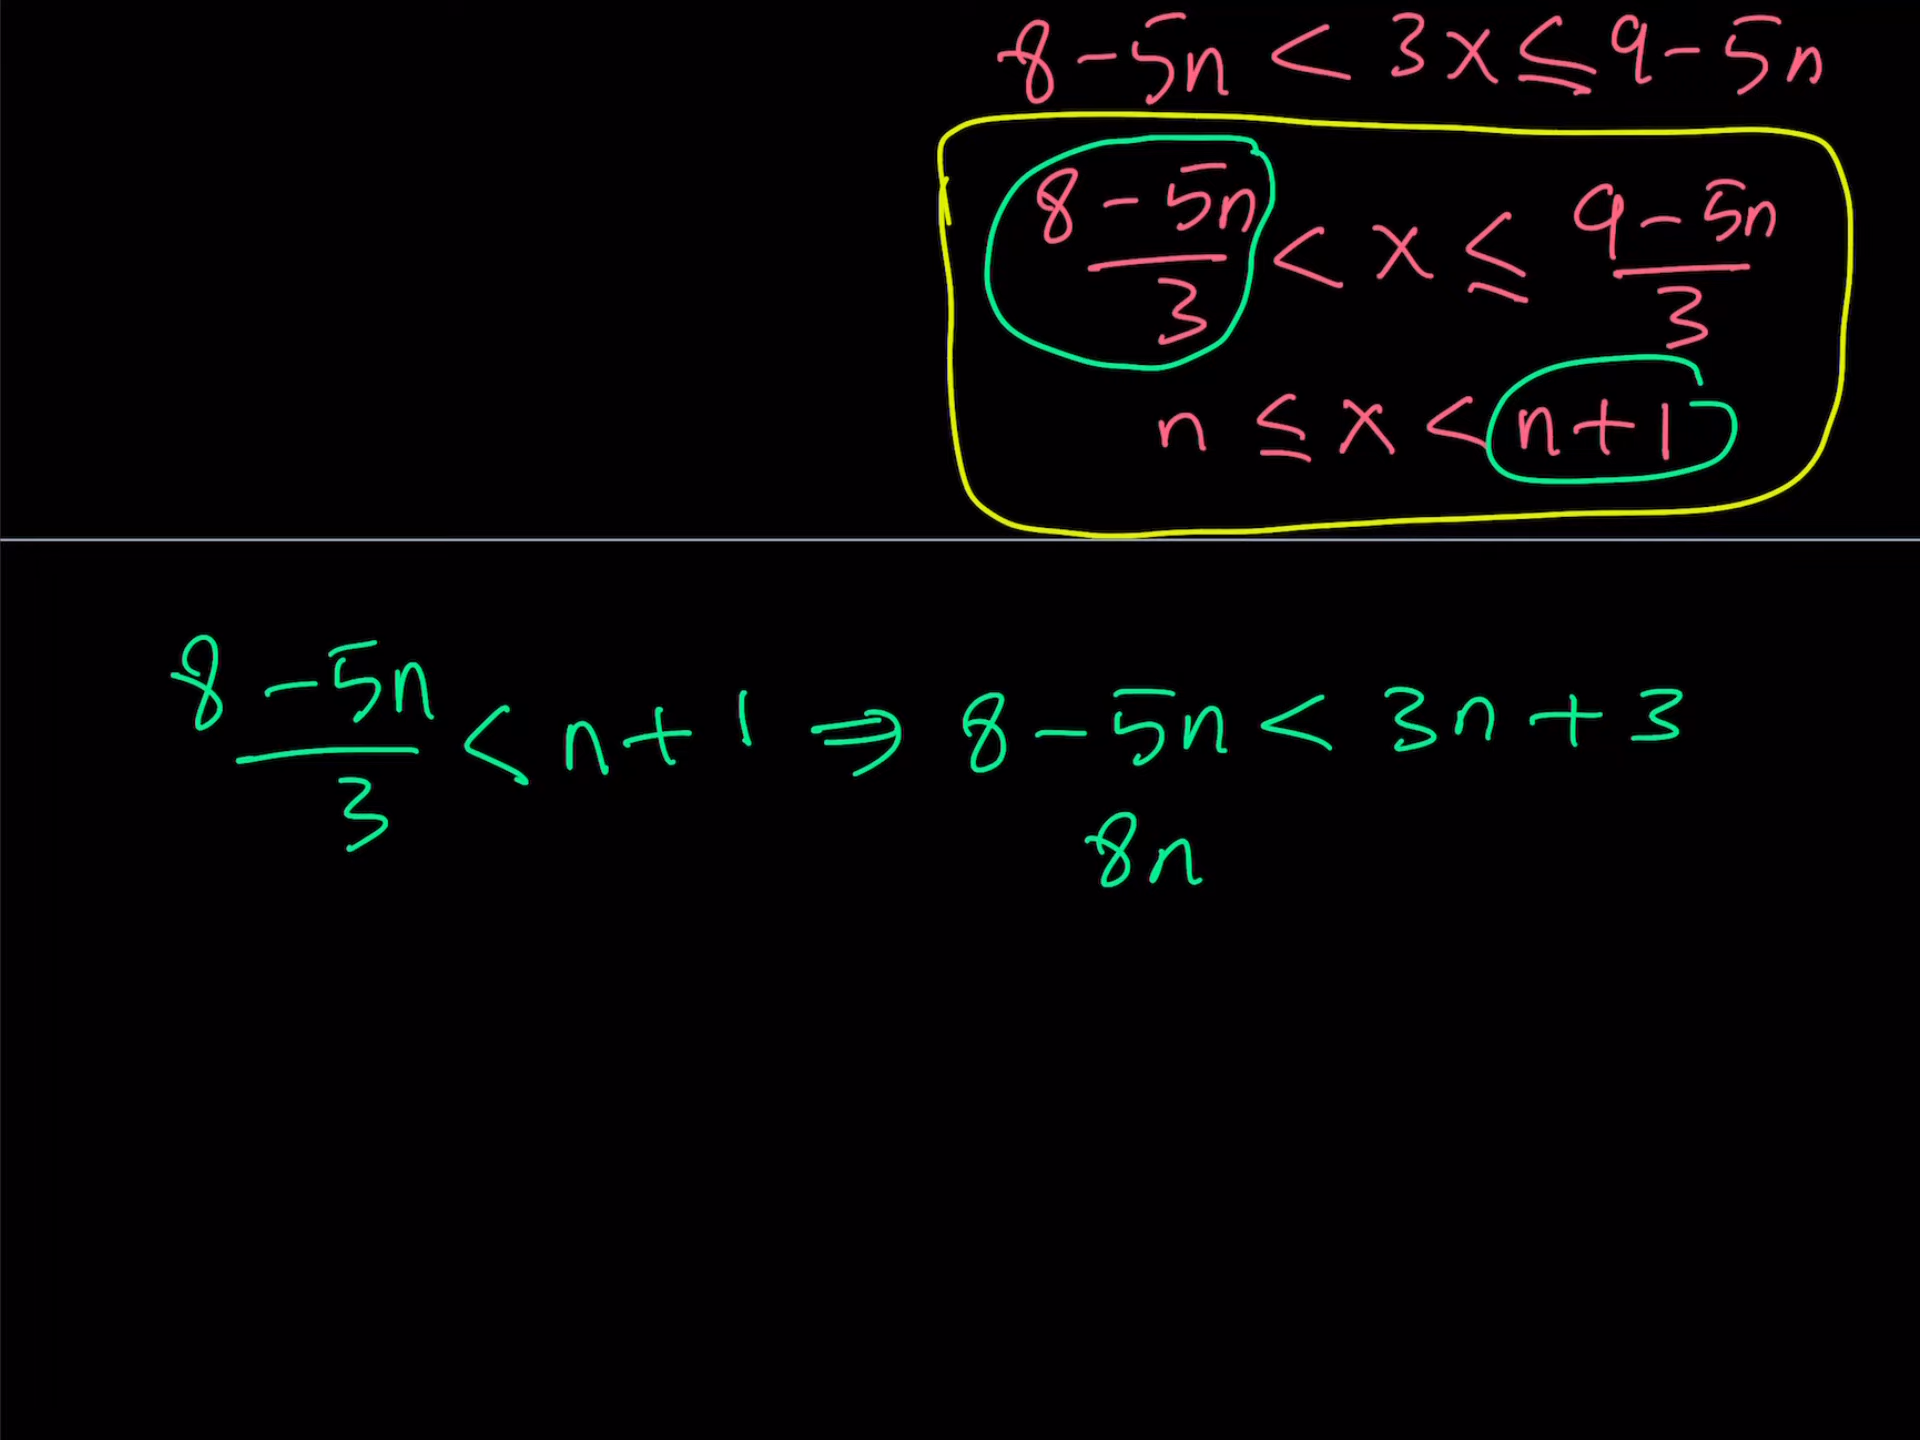 8 - 5n < 3x ≤ 9 - 5n
(8 - 5n)/3 < x ≤ (9 - 5n)/3
n ≤ x < n + 1
(8 - 5n)/3 < n + 1 ⇒ 8 - 5n < 3n + 3
8n